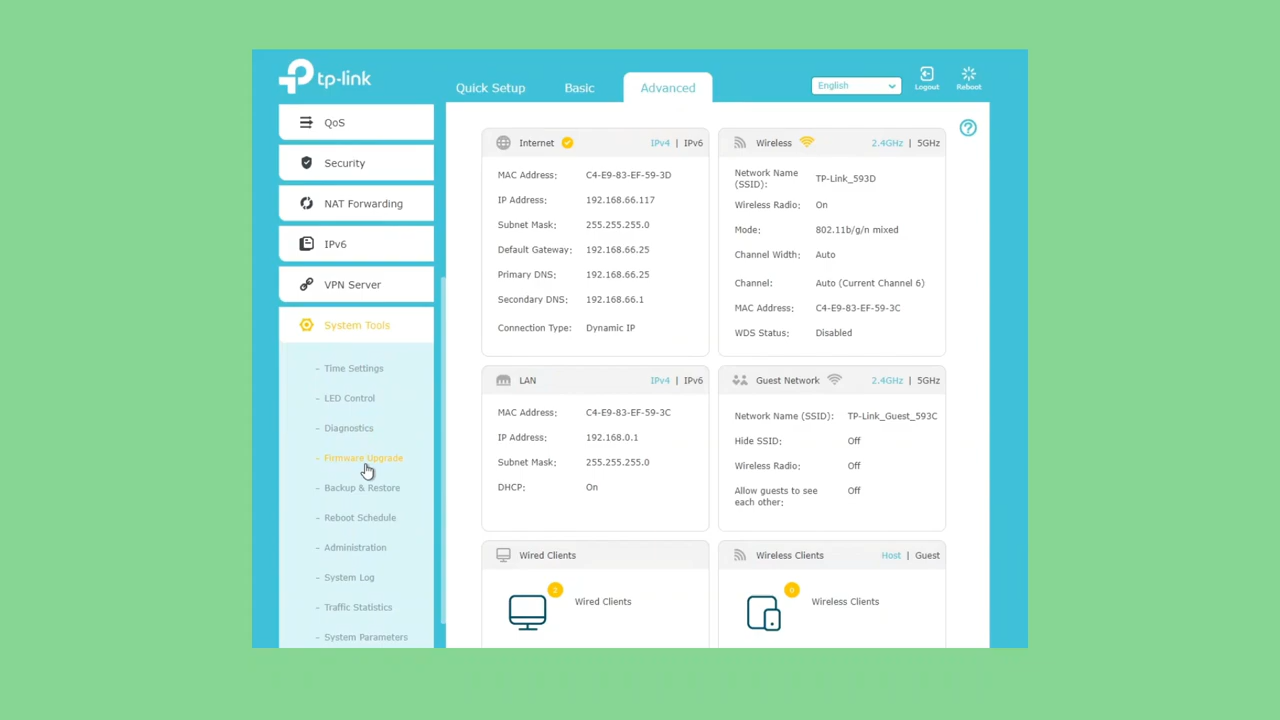 tp-link
Quick Setup
Basic
Advanced
English
Logout
Reboot
QoS
Security
NAT Forwarding
IPv6
VPN Server
System Tools
- Time Settings
- LED Control
- Diagnostics
- Firmware Upgrade
- Backup & Restore
- Reboot Schedule
- Administration
- System Log
- Traffic Statistics
- System Parameters
Internet IPv4 | IPv6
MAC Address: C4-E9-83-EF-59-3D
IP Address: 192.168.66.117
Subnet Mask: 255.255.255.0
Default Gateway: 192.168.66.25
Primary DNS: 192.168.66.25
Secondary DNS: 192.168.66.1
Connection Type: Dynamic IP
Wireless 2.4GHz | 5GHz
Network Name
(SSID): TP-Link_593D
Wireless Radio: On
Mode: 802.11b/g/n mixed
Channel Width: Auto
Channel: Auto (Current Channel 6)
MAC Address: C4-E9-83-EF-59-3C
WDS Status: Disabled
LAN IPv4 | IPv6
MAC Address: C4-E9-83-EF-59-3C
IP Address: 192.168.0.1
Subnet Mask: 255.255.255.0
DHCP: On
Guest Network 2.4GHz | 5GHz
Network Name (SSID): TP-Link_Guest_593C
Hide SSID: Off
Wireless Radio: Off
Allow guests to see Off
each other:
Wired Clients
2
Wired Clients
Wireless Clients Host | Guest
0
Wireless Clients